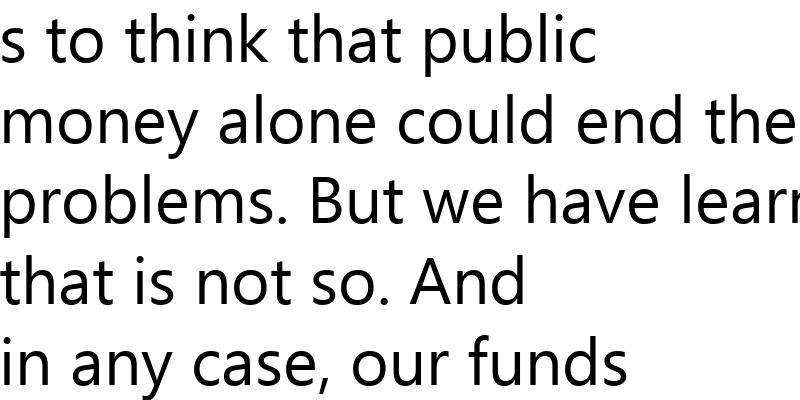 s to think that public
money alone could end the
problems. But we have
that is not so. And
in any case, our funds